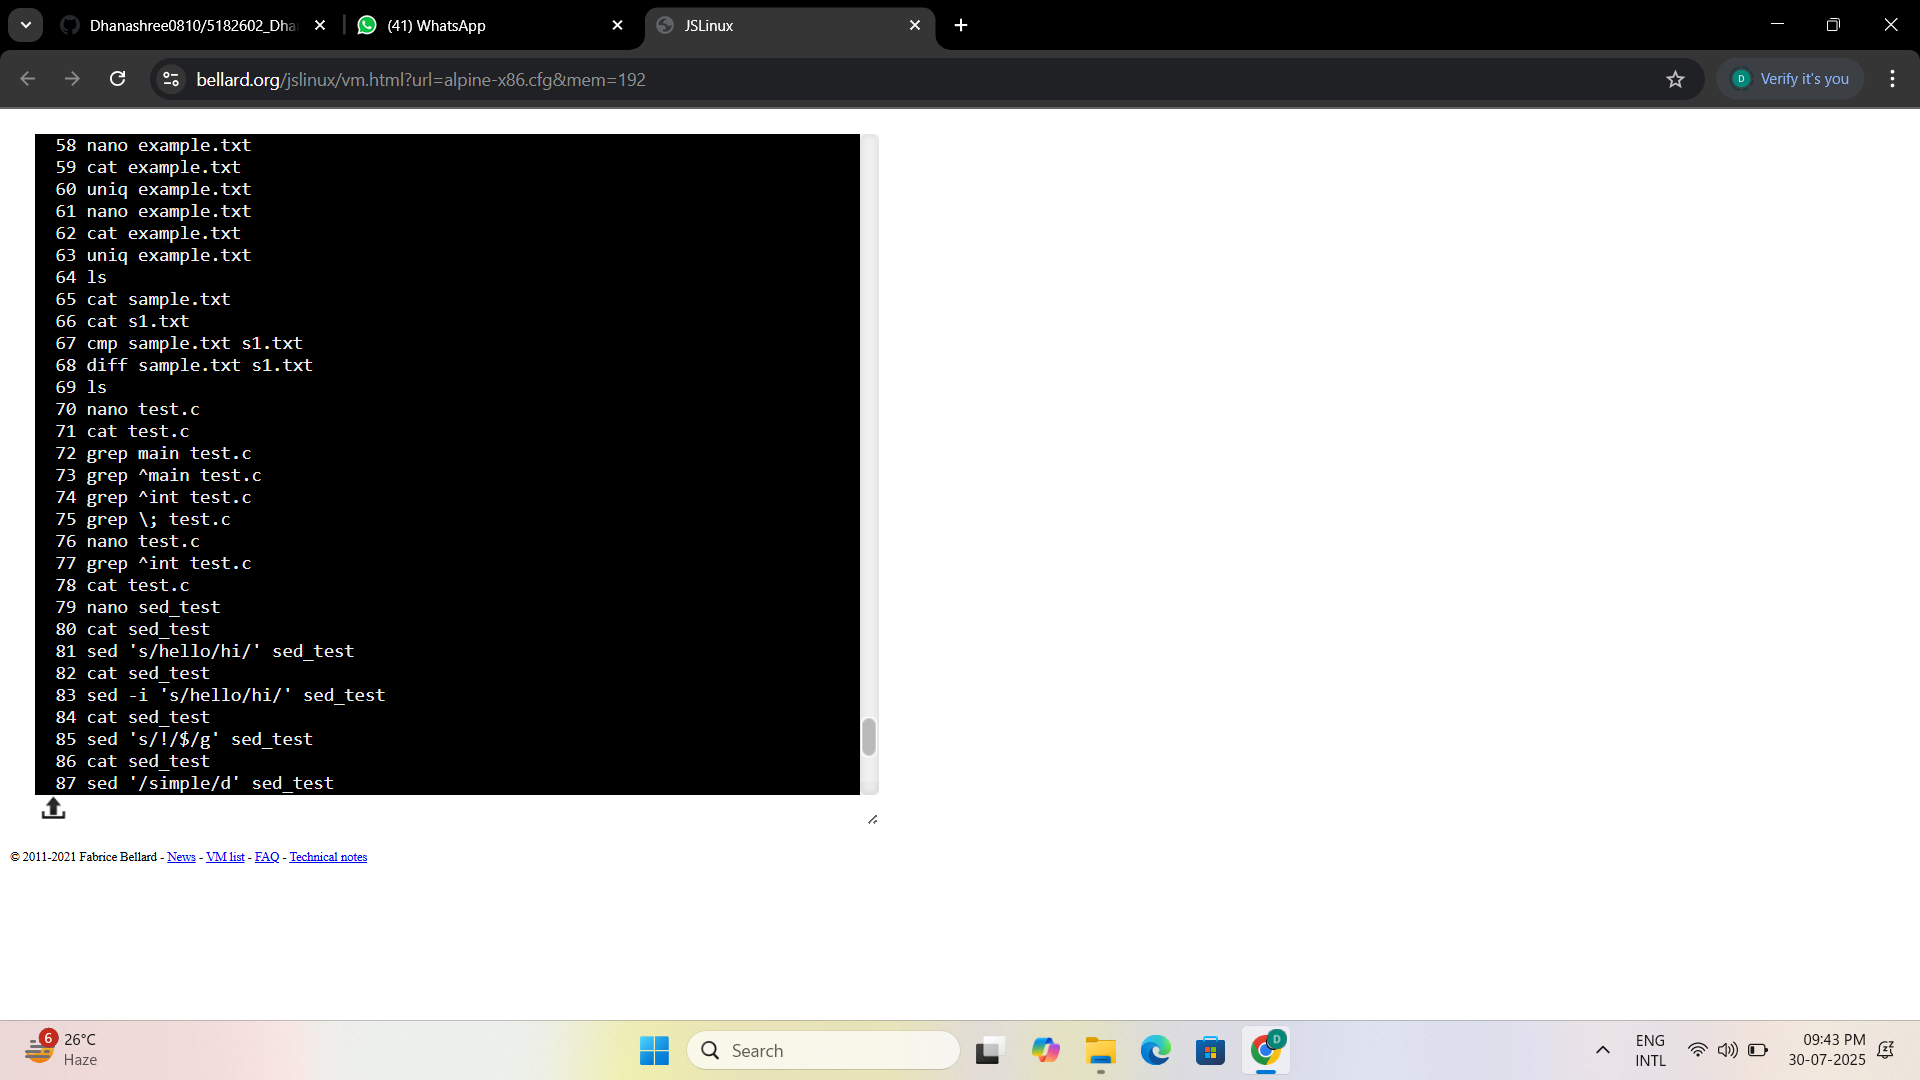 Dhanashree0810/5182602_Dha
(41) WhatsApp
JSLinux
bellard.org/jslinux/vm.html?url=alpine-x86.cfg&mem=192
D
Verify it's you
58 nano example.txt
59 cat example.txt
60 uniq example.txt
61 nano example.txt
62 cat example.txt
63 uniq example.txt
64 ls
65 cat sample.txt
66 cat s1.txt
67 cmp sample.txt s1.txt
68 diff sample.txt s1.txt
69 ls
70 nano test.c
71 cat test.c
72 grep main test.c
73 grep ^main test.c
74 grep ^int test.c
75 grep \; test.c
76 nano test.c
77 grep ^int test.c
78 cat test.c
79 nano sed_test
80 cat sed_test
81 sed 's/hello/hi/' sed_test
82 cat sed_test
83 sed -i 's/hello/hi/' sed_test
84 cat sed_test
85 sed 's/!/$/g' sed_test
86 cat sed_test
87 sed '/simple/d' sed_test
© 2011-2021 Fabrice Bellard - News - VM list - FAQ - Technical notes
6
26°C
Haze
Search
D
ENG
INTL
09:43 PM
30-07-2025